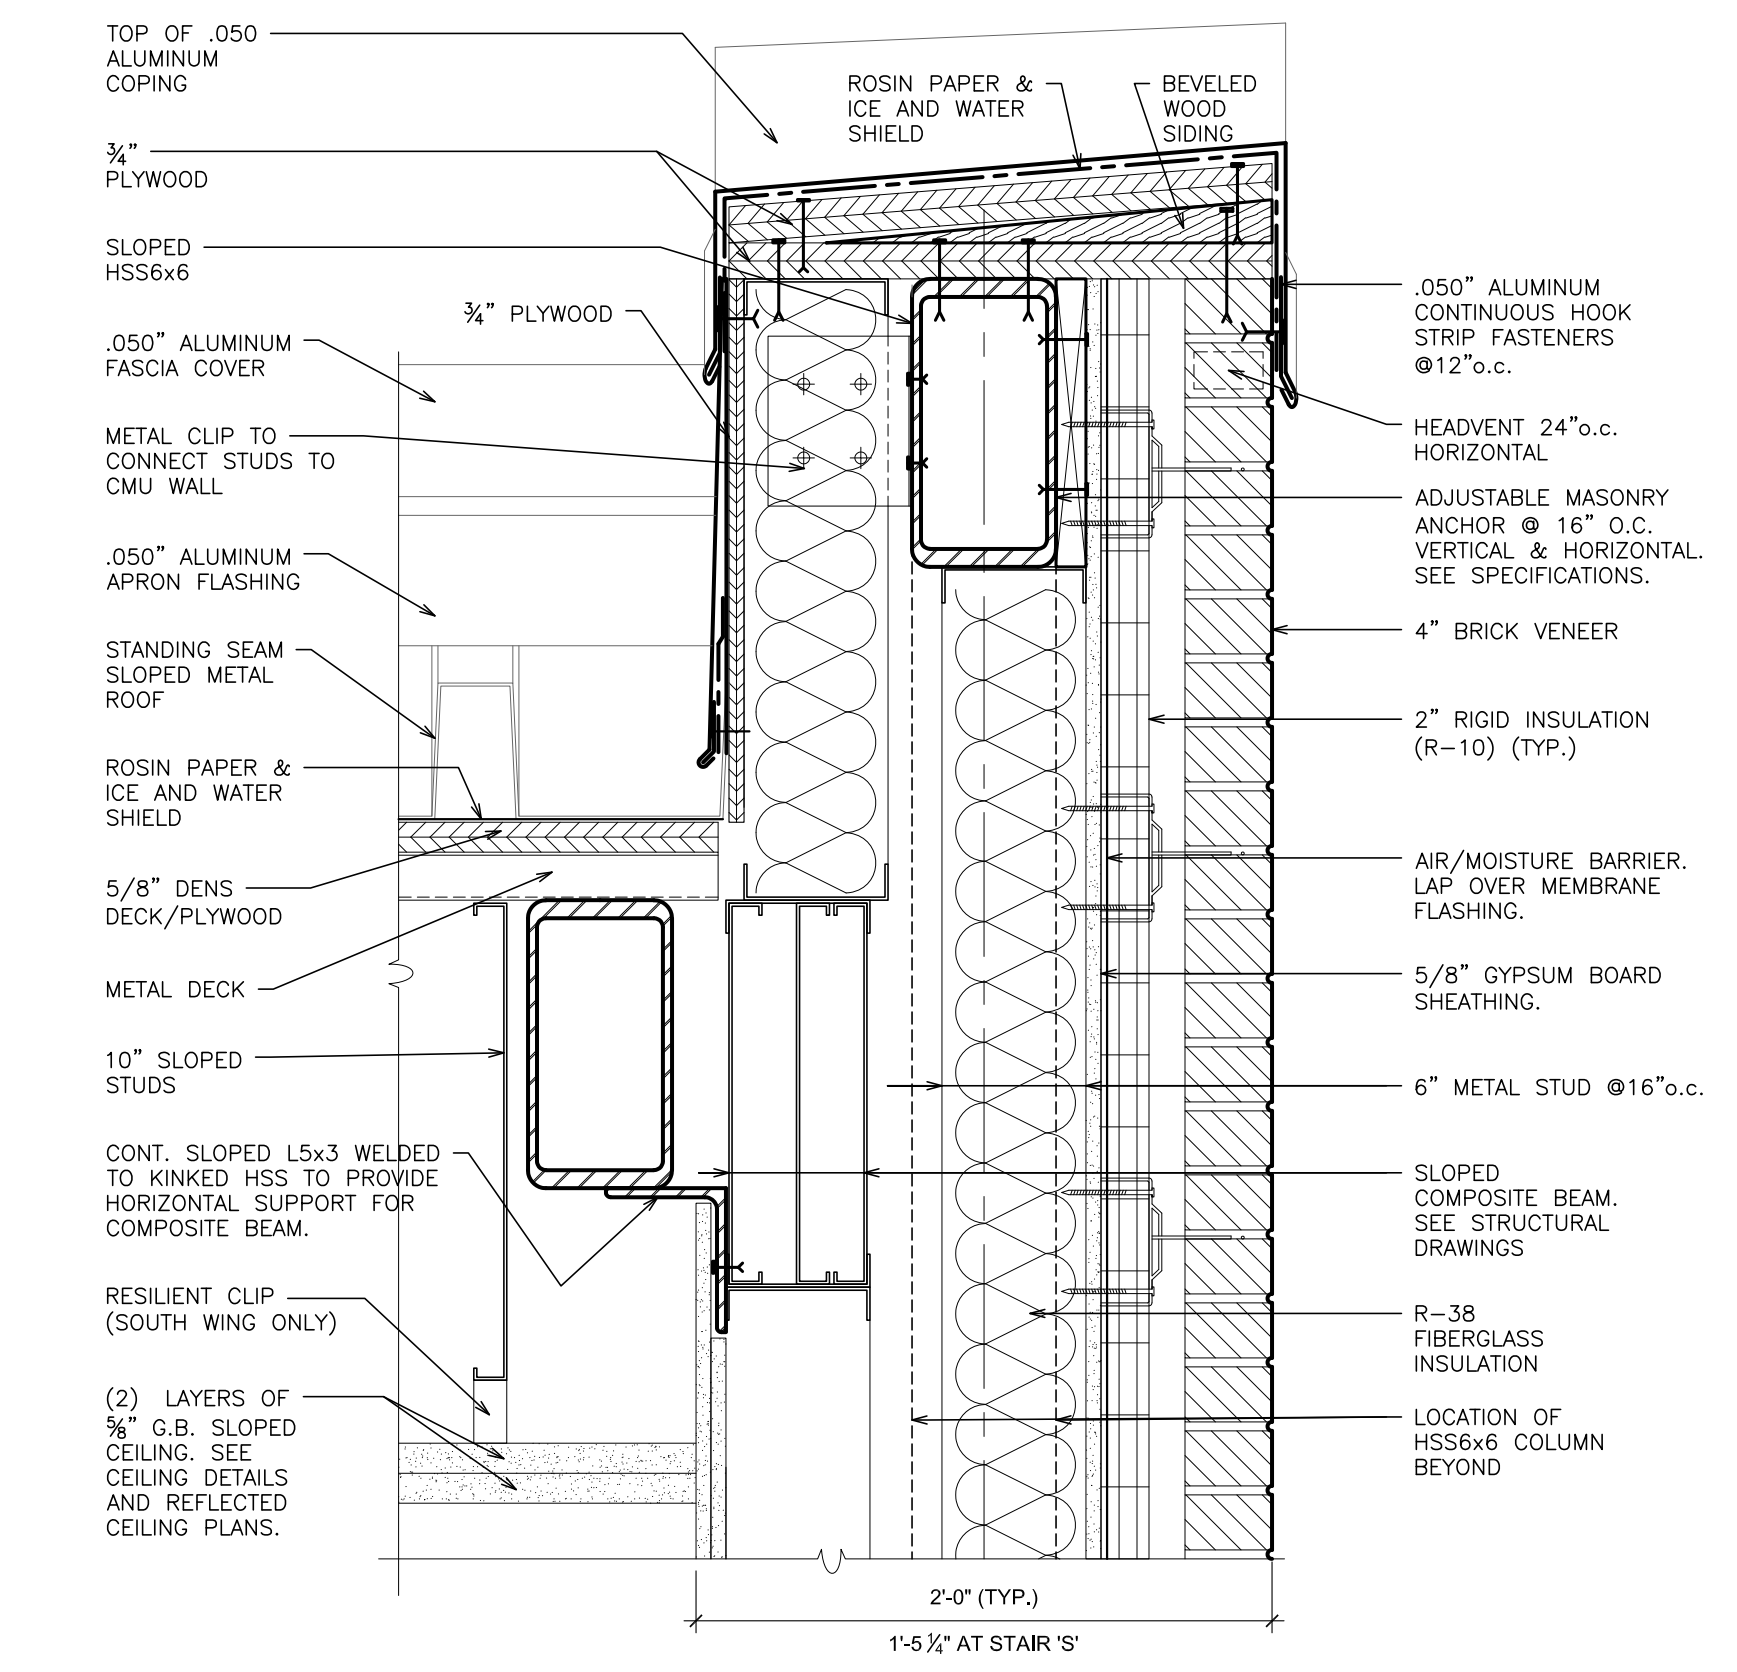 TOP OF .050
ALUMINUM
COPING
¾”
PLYWOOD
SLOPED
HSS6x6
¾” PLYWOOD
.050” ALUMINUM
FASCIA COVER
METAL CLIP TO
CONNECT STUDS TO
CMU WALL
.050” ALUMINUM
APRON FLASHING
STANDING SEAM
SLOPED METAL
ROOF
ROSIN PAPER &
ICE AND WATER
SHIELD
5/8” DENS
DECK/PLYWOOD
METAL DECK
10” SLOPED
STUDS
CONT. SLOPED L5x3 WELDED
TO KINKED HSS TO PROVIDE
HORIZONTAL SUPPORT FOR
COMPOSITE BEAM.
RESILIENT CLIP
(SOUTH WING ONLY)
(2) LAYERS OF
⅝” G.B. SLOPED
CEILING. SEE
CEILING DETAILS
AND REFLECTED
CEILING PLANS.
ROSIN PAPER &
ICE AND WATER
SHIELD
BEVELED
WOOD
SIDING
.050” ALUMINUM
CONTINUOUS HOOK
STRIP FASTENERS
@12”o.c.
HEADVENT 24”o.c.
HORIZONTAL
ADJUSTABLE MASONRY
ANCHOR @ 16” O.C.
VERTICAL & HORIZONTAL.
SEE SPECIFICATIONS.
4” BRICK VENEER
2” RIGID INSULATION
(R-10) (TYP.)
AIR/MOISTURE BARRIER.
LAP OVER MEMBRANE
FLASHING.
5/8” GYPSUM BOARD
SHEATHING.
6” METAL STUD @16”o.c.
SLOPED
COMPOSITE BEAM.
SEE STRUCTURAL
DRAWINGS
R-38
FIBERGLASS
INSULATION
LOCATION OF
HSS6x6 COLUMN
BEYOND
2'-0" (TYP.)
1'-5 ¼" AT STAIR 'S'